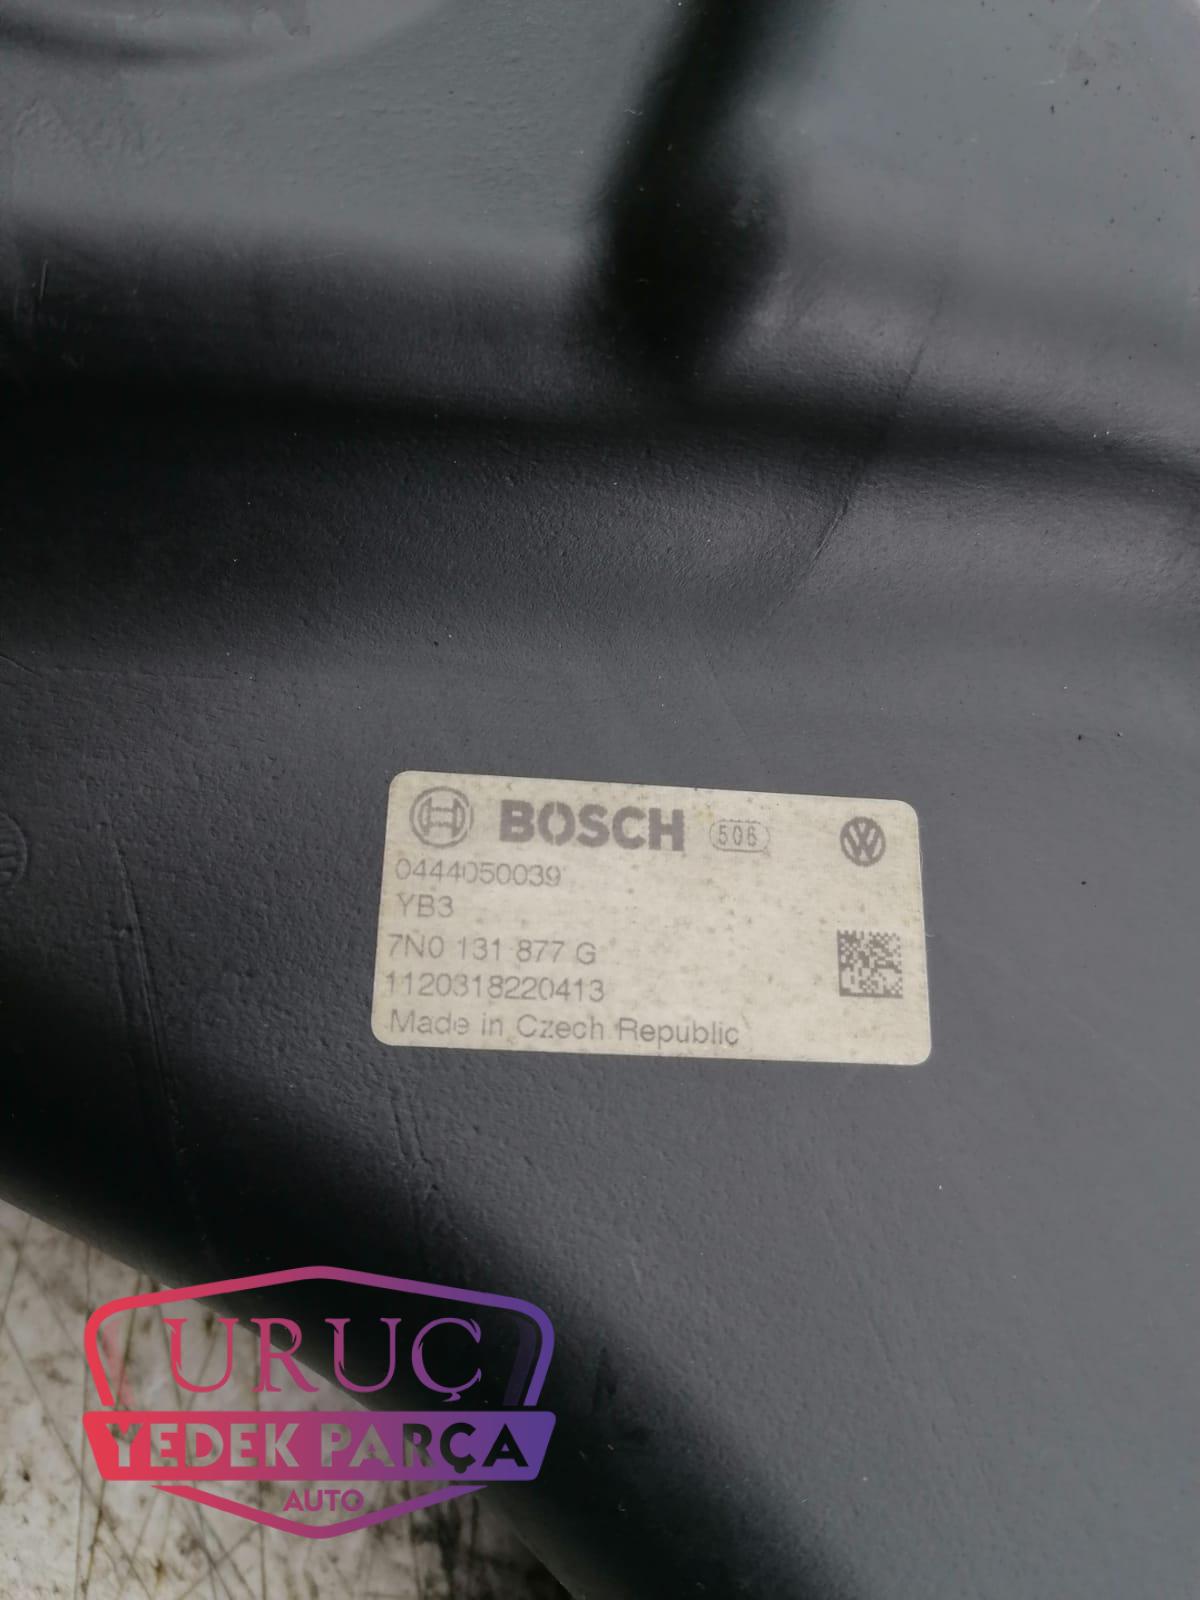 BOSCH 506
0444050039
YB3
7N0 131 877 G
1120318220413
Made in Czech Republic
URUÇ
YEDEK PARÇA
AUTO